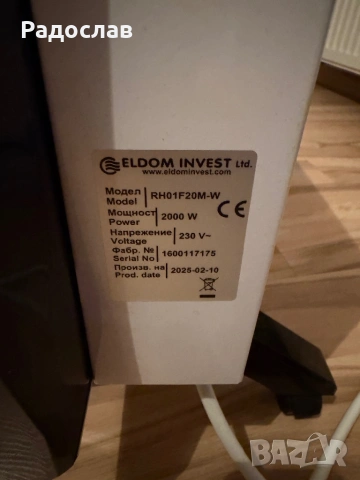 Радослав
ELDOM INVEST Ltd.
www.eldominvest.com
Модел
Model RH01F20M-W
Мощност
Power 2000 W
CE
Напрежение
Voltage 230 V~
Фабр. №
Serial No 1600117175
Произв. на
Prod. date 2025-02-10
BAZAR